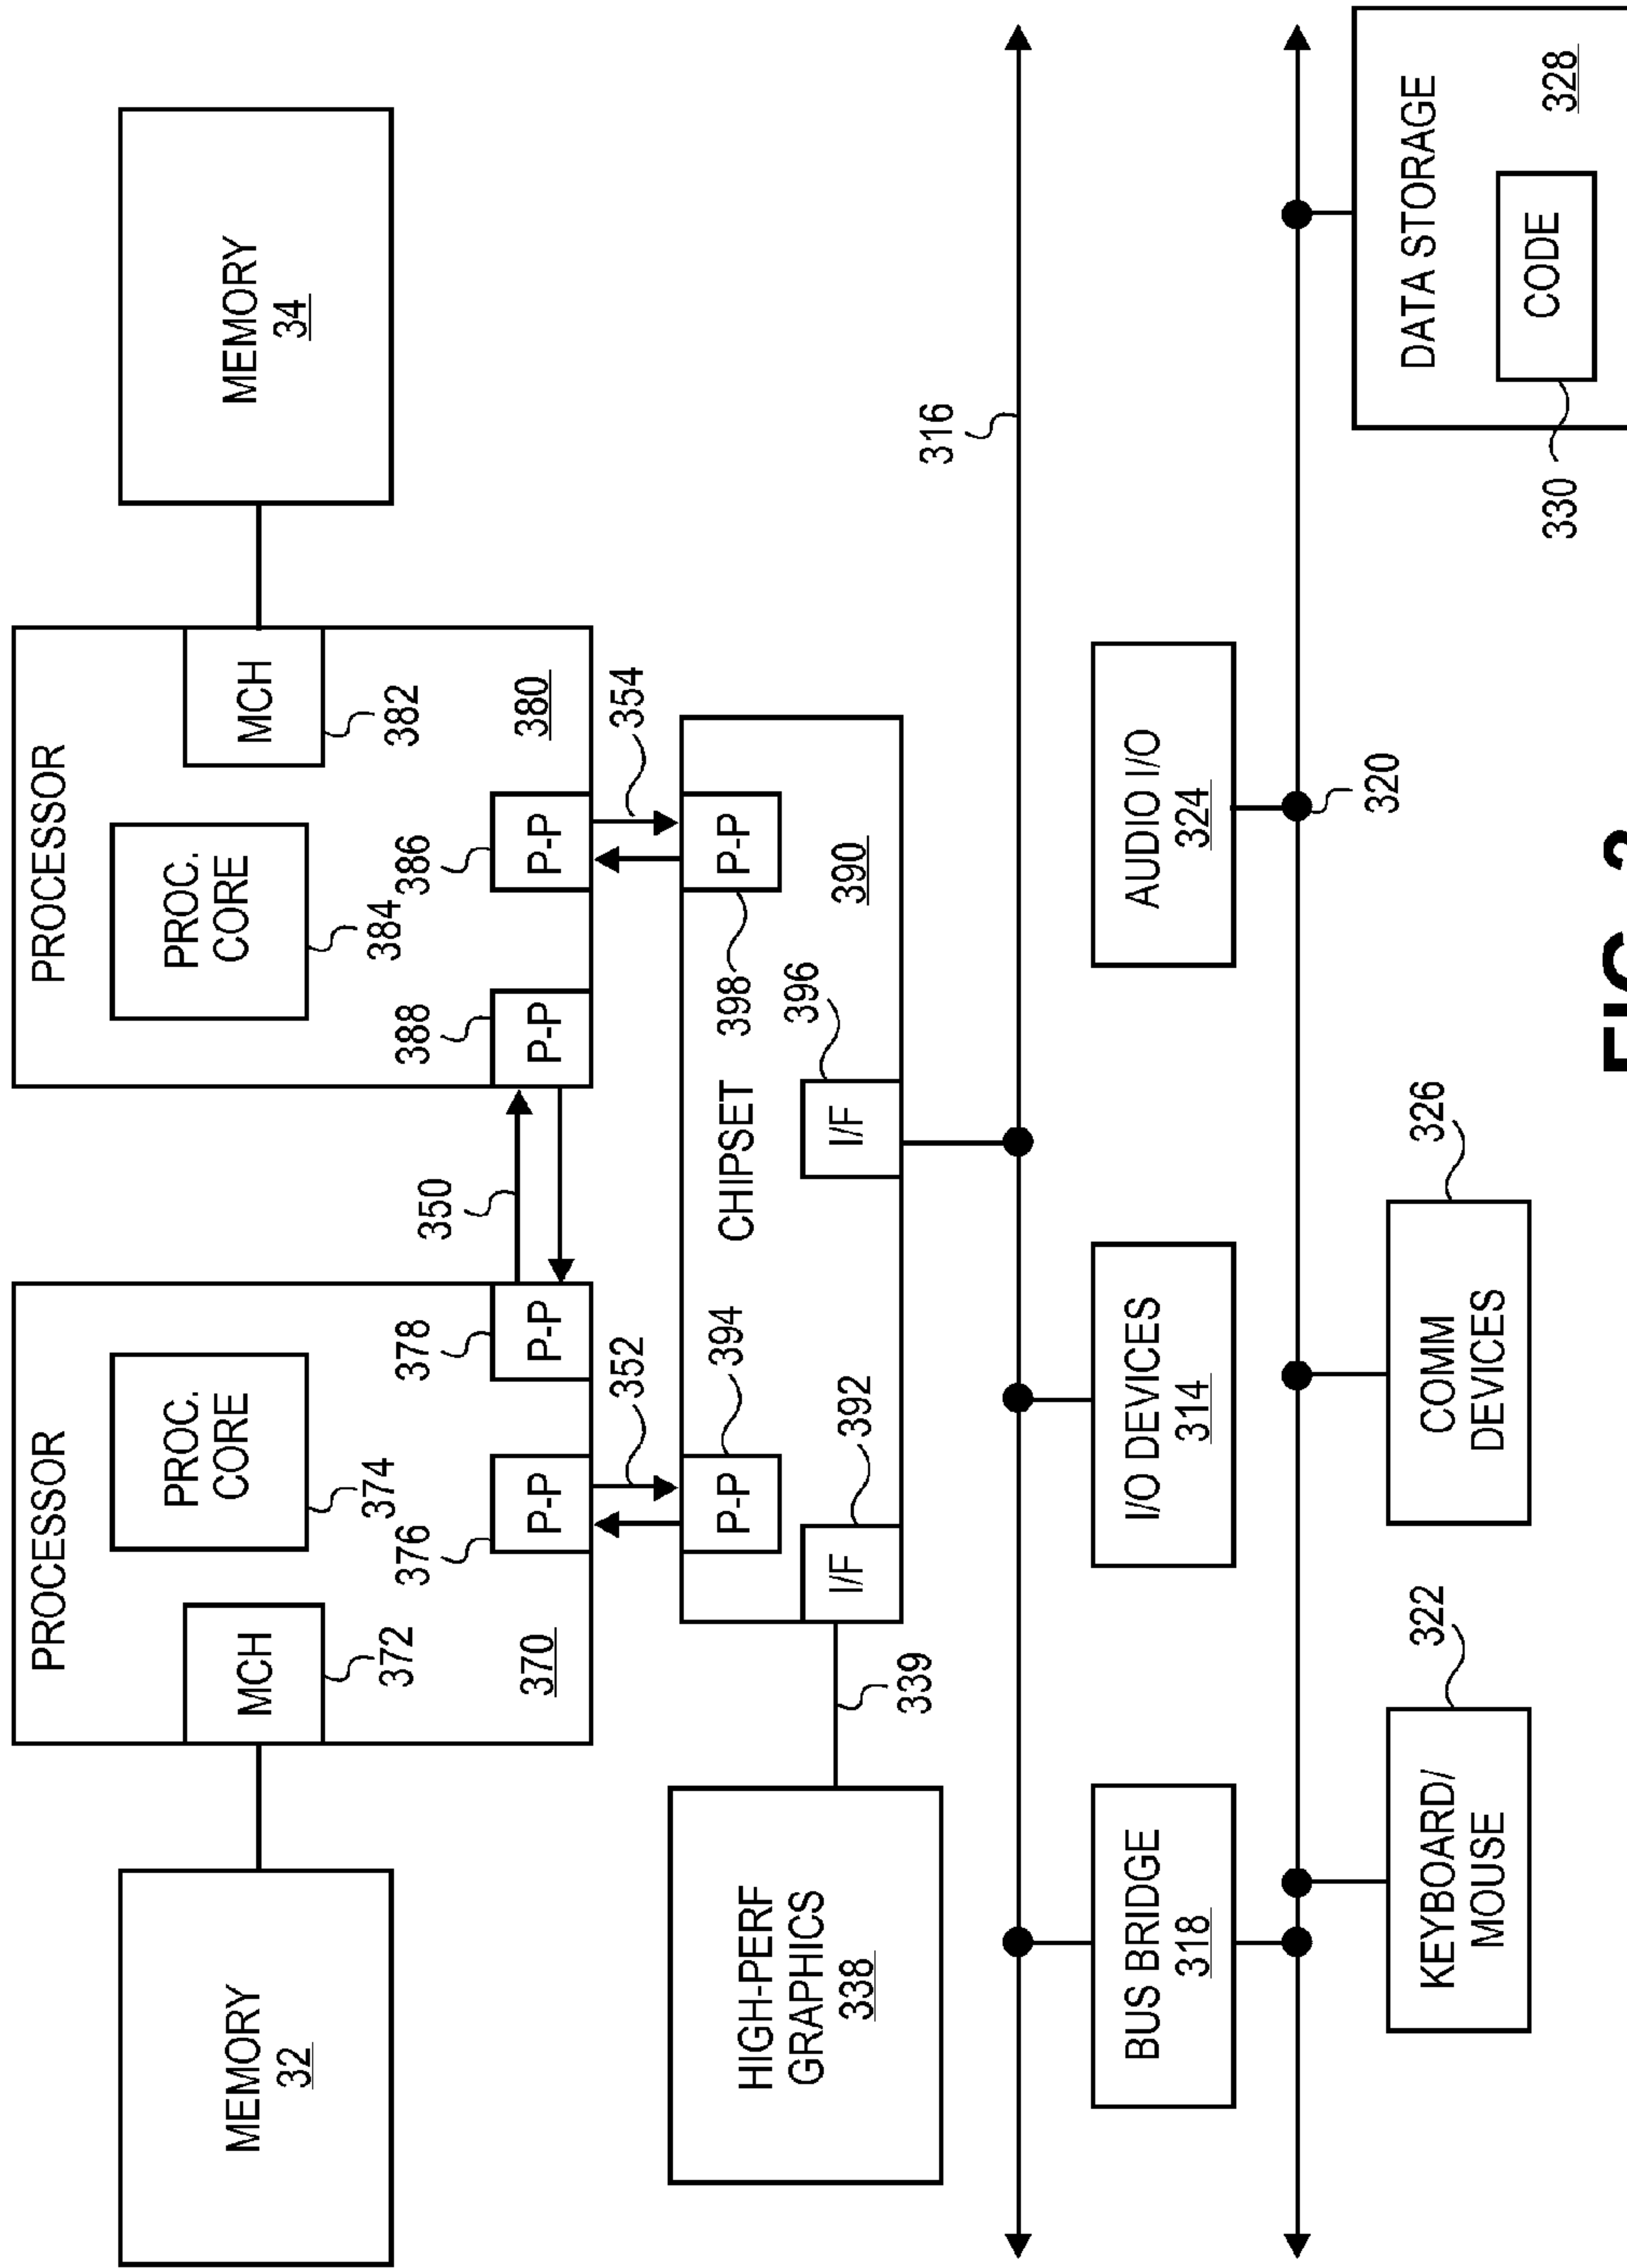 PROCESSOR
PROCESSOR
MEMORY
32
MCH
372
PROC.
CORE
374
370
376
P-P
378
P-P
350
388
P-P
PROC.
CORE
384
386
P-P
MCH
382
380
MEMORY
34
352
354
HIGH-PERF
GRAPHICS
338
339
I/F
392
P-P
394
CHIPSET
I/F
396
398
P-P
390
316
BUS BRIDGE
318
I/O DEVICES
314
AUDIO I/O
324
320
KEYBOARD/
MOUSE
322
COMM
DEVICES
326
DATA STORAGE
CODE
328
330